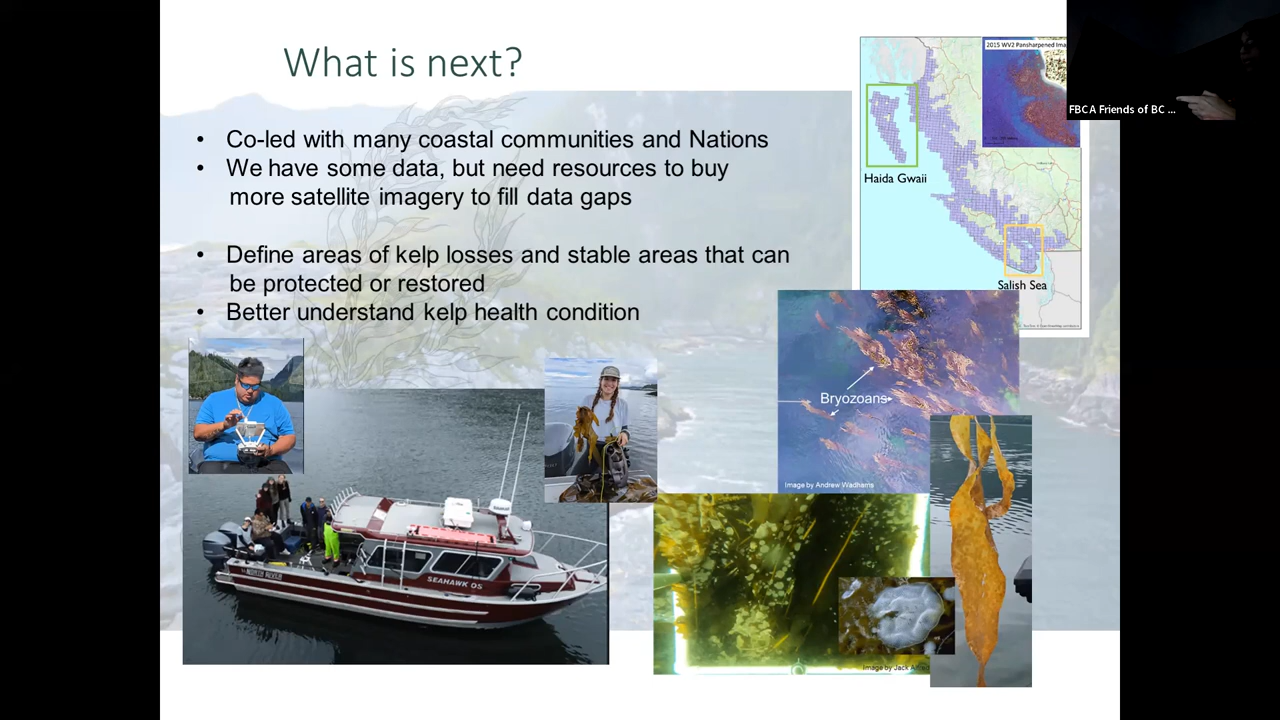 What is next?
• Co-led with many coastal communities and Nations
• We have some data, but need resources to buy
more satellite imagery to fill data gaps
• Define areas of kelp losses and stable areas that can
be protected or restored
• Better understand kelp health condition
2015 WV2 Pansharpened
FBCA Friends of BC ...
Haida Gwaii
Salish Sea
Bryozoans
Image by Andrew Wadhams
SEAHAWK 05
Image by Jack